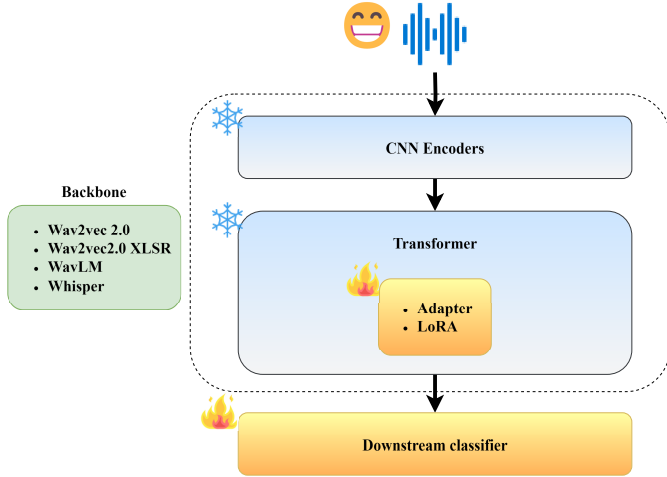 CNN Encoders
Backbone
• Wav2vec 2.0
• Wav2vec2.0 XLSR
• WavLM
• Whisper
Transformer
• Adapter
• LoRA
Downstream classifier